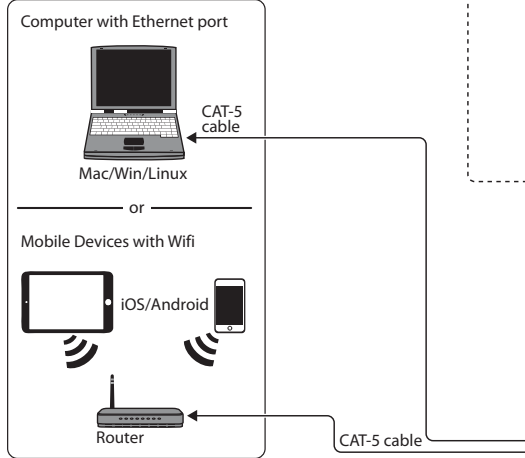 Computer with Ethernet port
CAT-5
cable
Mac/Win/Linux
or
Mobile Devices with Wifi
iOS/Android
Router
CAT-5 cable